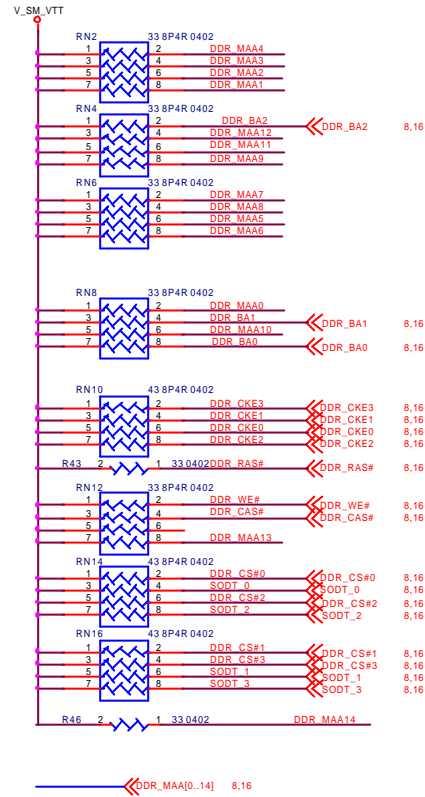 V_SM_VTT
RN2 33 8P4R 0402
1 2 DDR_MAA4
3 4 DDR_MAA3
5 6 DDR_MAA2
7 8 DDR_MAA1
RN4 33 8P4R 0402
1 2 DDR_BA2 DDR_BA2 8,16
3 4 DDR_MAA12
5 6 DDR_MAA11
7 8 DDR_MAA9
RN6 33 8P4R 0402
1 2 DDR_MAA7
3 4 DDR_MAA8
5 6 DDR_MAA5
7 8 DDR_MAA6
RN8 33 8P4R 0402
1 2 DDR_MAA0
3 4 DDR_BA1 DDR_BA1 8,16
5 6 DDR_MAA10
7 8 DDR_BA0 DDR_BA0 8,16
RN10 43 8P4R 0402
1 2 DDR_CKE3 DDR_CKE3 8,16
3 4 DDR_CKE1 DDR_CKE1 8,16
5 6 DDR_CKE0 DDR_CKE0 8,16
7 8 DDR_CKE2 DDR_CKE2 8,16
R43 2 1 33 0402 DDR_RAS# DDR_RAS# 8,16
RN12 33 8P4R 0402
1 2 DDR_WE# DDR_WE# 8,16
3 4 DDR_CAS# DDR_CAS# 8,16
5 6
7 8 DDR_MAA13
RN14 43 8P4R 0402
1 2 DDR_CS#0 DDR_CS#0 8,16
3 4 SODT_0 SODT_0 8,16
5 6 DDR_CS#2 DDR_CS#2 8,16
7 8 SODT_2 SODT_2 8,16
RN16 43 8P4R 0402
1 2 DDR_CS#1 DDR_CS#1 8,16
3 4 DDR_CS#3 DDR_CS#3 8,16
5 6 SODT_1 SODT_1 8,16
7 8 SODT_3 SODT_3 8,16
R46 2 1 33 0402 DDR_MAA14
DDR_MAA[0..14] 8,16